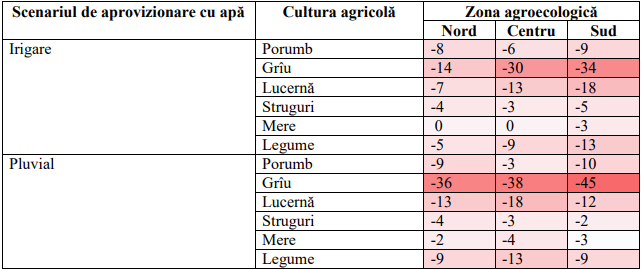 Scenariul de aprovizionare cu apă Cultura agricolă Zona agroecologică
Nord Centru Sud
Irigare Porumb -8 -6 -9
Grîu -14 -30 -34
Lucernă -7 -13 -18
Struguri -4 -3 -5
Mere 0 0 -3
Legume -5 -9 -13
Pluvial Porumb -9 -3 -10
Grîu -36 -38 -45
Lucernă -13 -18 -12
Struguri -4 -3 -2
Mere -2 -4 -3
Legume -9 -13 -9